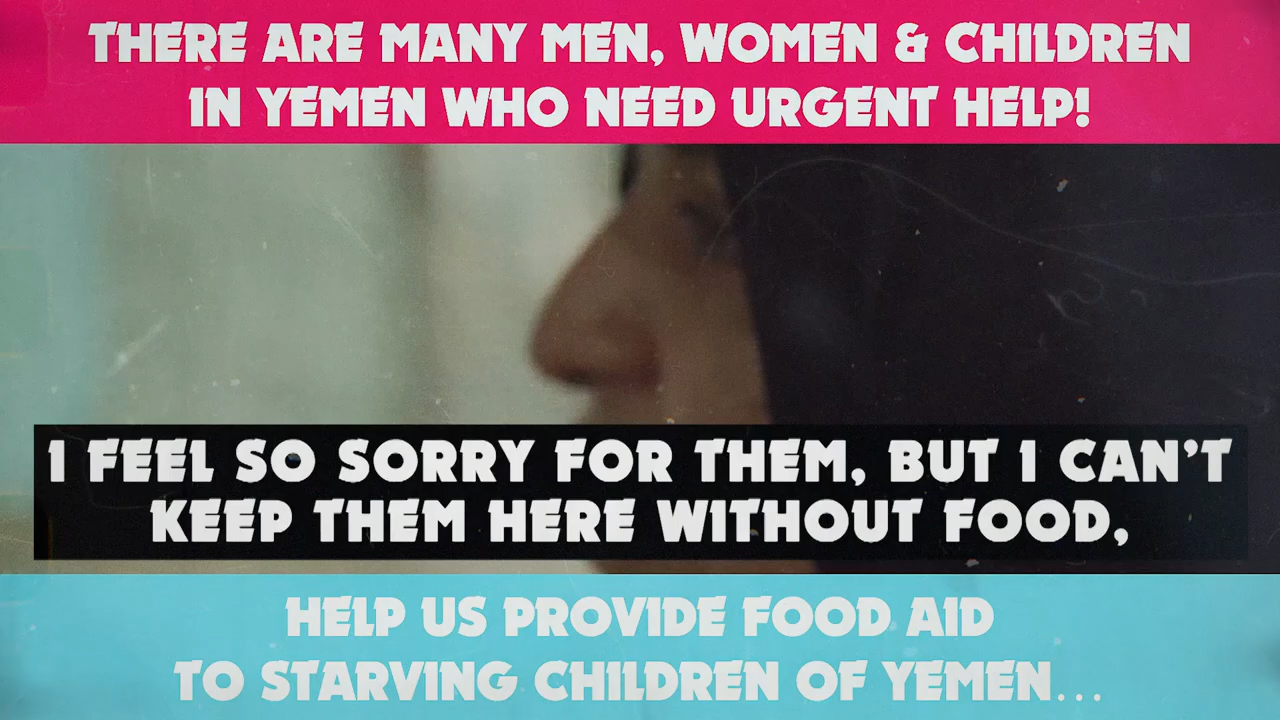 THERE ARE MANY MEN, WOMEN & CHILDREN
IN YEMEN WHO NEED URGENT HELP!
I FEEL SO SORRY FOR THEM, BUT I CAN'T
KEEP THEM HERE WITHOUT FOOD,
HELP US PROVIDE FOOD AID
TO STARVING CHILDREN OF YEMEN...